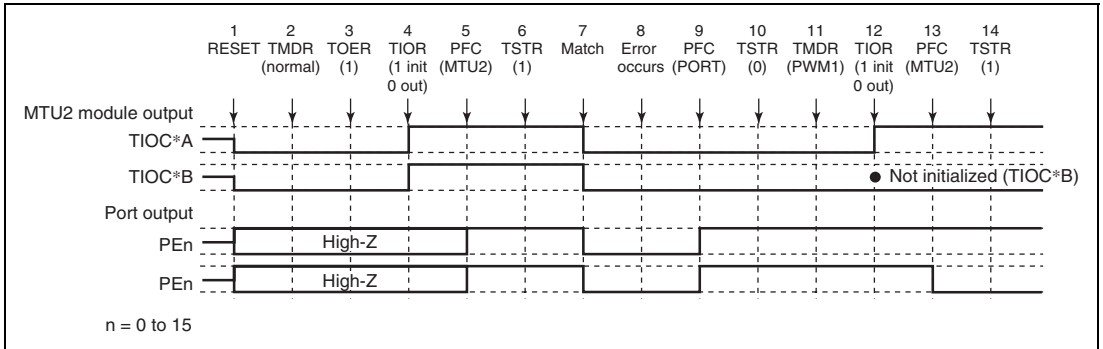 1 2 3 4 5 6 7 8 9 10 11 12 13 14
RESET TMDR TOER TIOR PFC TSTR Match Error PFC TSTR TMDR TIOR PFC TSTR
(normal) (1) (1 init (MTU2) (1) occurs (PORT) (0) (PWM1) (1 init (MTU2) (1)
0 out) 0 out)
MTU2 module output
TIOC*A
TIOC*B ● Not initialized (TIOC*B)
Port output
PEn High-Z
PEn High-Z
n = 0 to 15